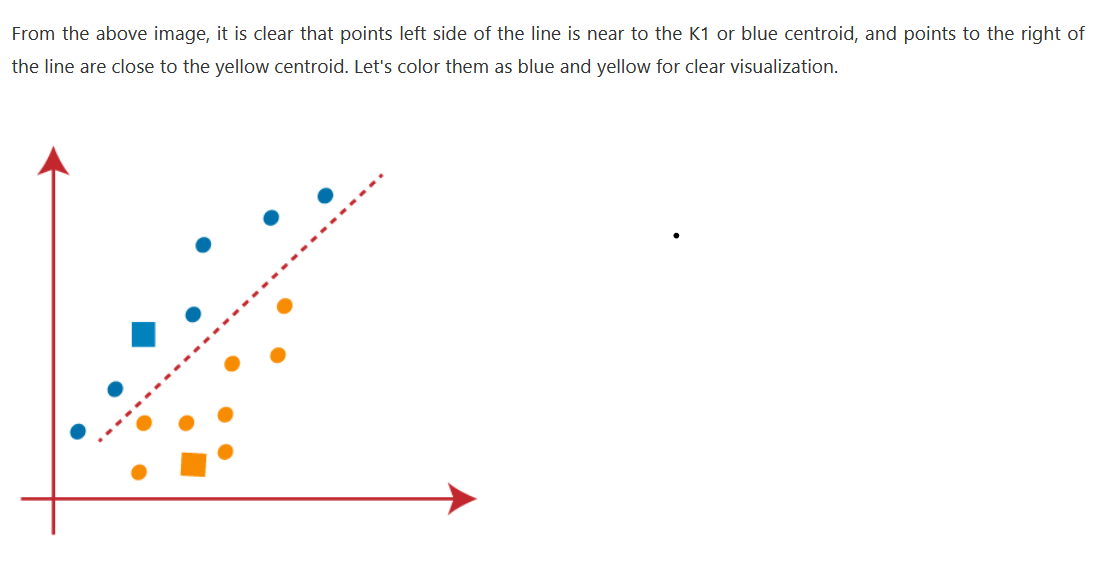 From the above image, it is clear that points left side of the line is near to the K1 or blue centroid, and points to the right of
the line are close to the yellow centroid. Let's color them as blue and yellow for clear visualization.